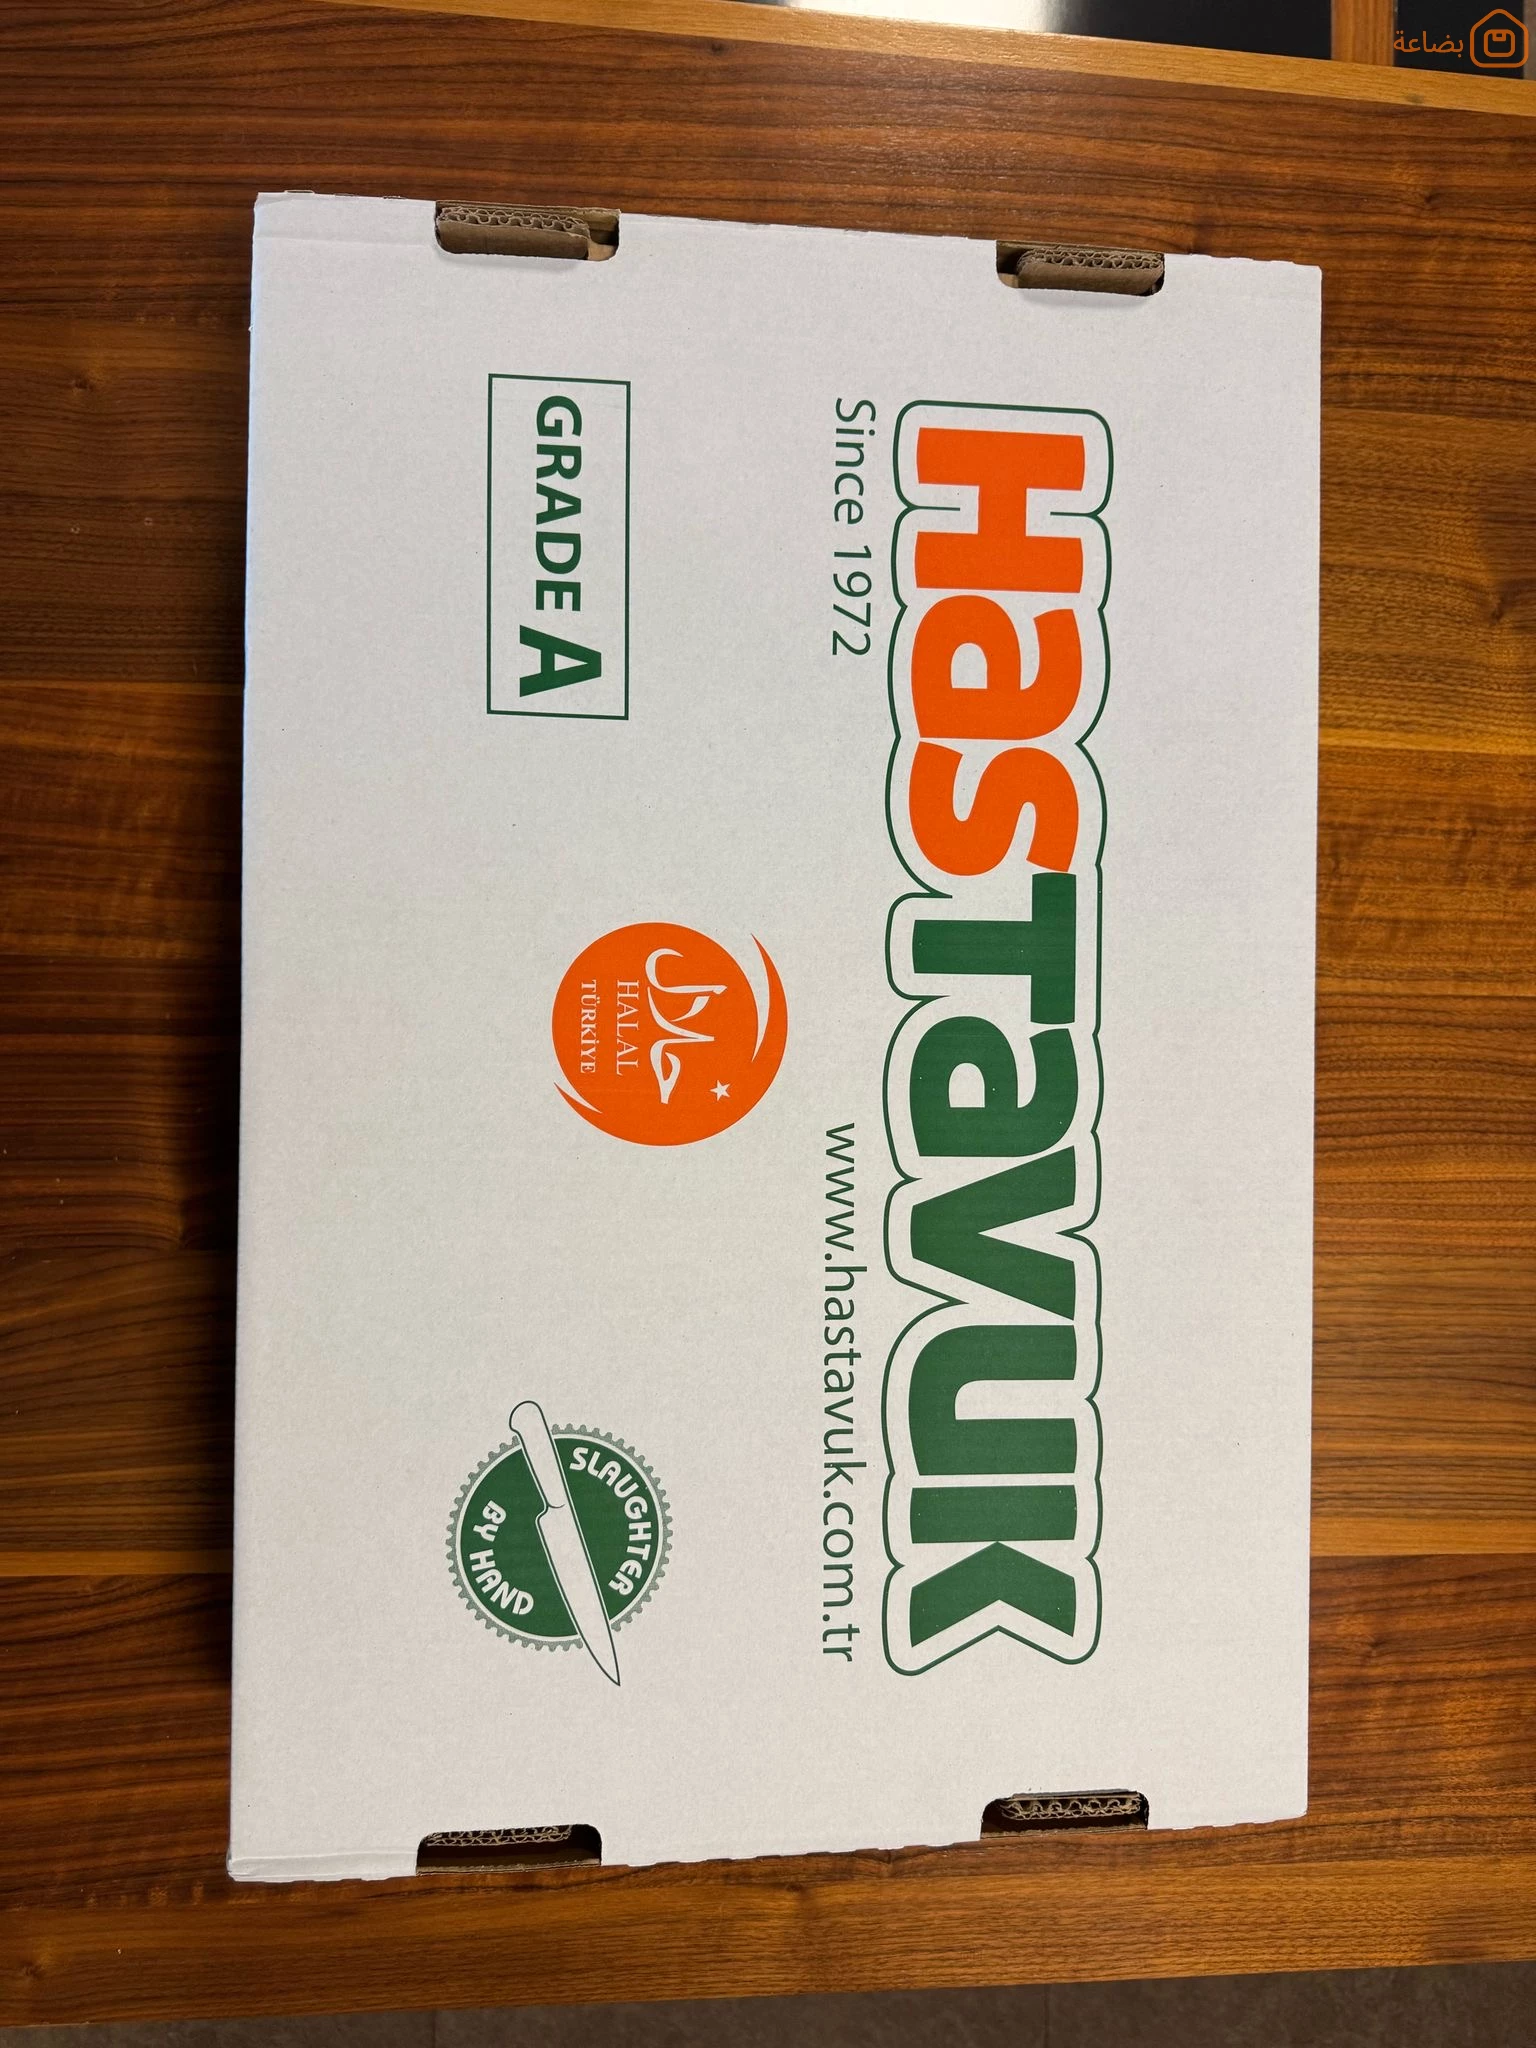 بضاعة
HasTavuk
Since 1972
www.hastavuk.com.tr
GRADE A
حلال
HALAL
TÜRKİYE
SLAUGHTER
BY HAND